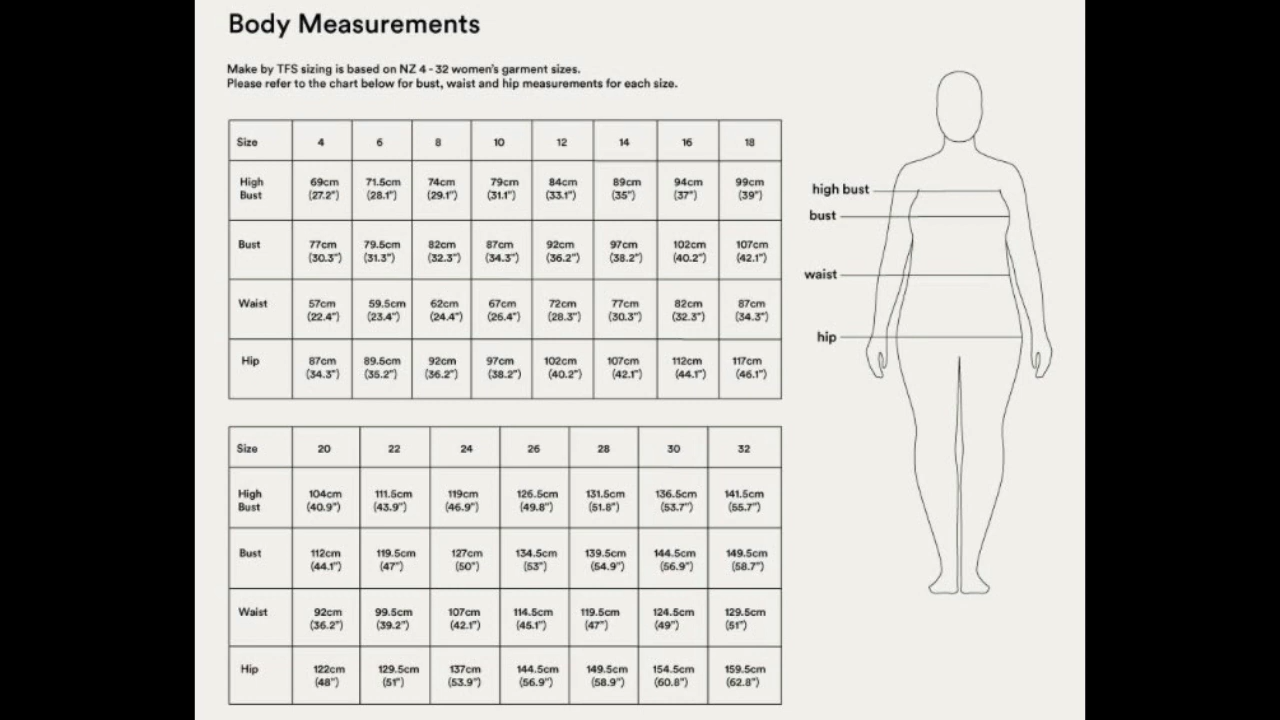 Body Measurements
Make by TFS sizing is based on NZ 4 - 32 women's garment sizes.
Please refer to the chart below for bust, waist and hip measurements for each size.
Size 4 6 8 10 12 14 16 18
High Bust 69cm (27.2") 71.5cm (28.1") 74cm (29.1") 79cm (31.1") 84cm (33.1") 89cm (35") 94cm (37") 99cm (39")
Bust 77cm (30.3") 79.5cm (31.3") 82cm (32.3") 87cm (34.3") 92cm (36.2") 97cm (38.2") 102cm (40.2") 107cm (42.1")
Waist 57cm (22.4") 59.5cm (23.4") 62cm (24.4") 67cm (26.4") 72cm (28.3") 77cm (30.3") 82cm (32.3") 87cm (34.3")
Hip 87cm (34.3") 89.5cm (35.2") 92cm (36.2") 97cm (38.2") 102cm (40.2") 107cm (42.1") 112cm (44.1") 117cm (46.1")
Size 20 22 24 26 28 30 32
High Bust 104cm (40.9") 111.5cm (43.9") 119cm (46.9") 126.5cm (49.8") 131.5cm (51.8") 136.5cm (53.7") 141.5cm (55.7")
Bust 112cm (44.1") 119.5cm (47") 127cm (50") 134.5cm (53") 139.5cm (54.9") 144.5cm (56.9") 149.5cm (58.7")
Waist 92cm (36.2") 99.5cm (39.2") 107cm (42.1") 114.5cm (45.1") 119.5cm (47") 124.5cm (49") 129.5cm (51")
Hip 122cm (48") 129.5cm (51") 137cm (53.9") 144.5cm (56.9") 149.5cm (58.9") 154.5cm (60.8") 159.5cm (62.8")
high bust
bust
waist
hip